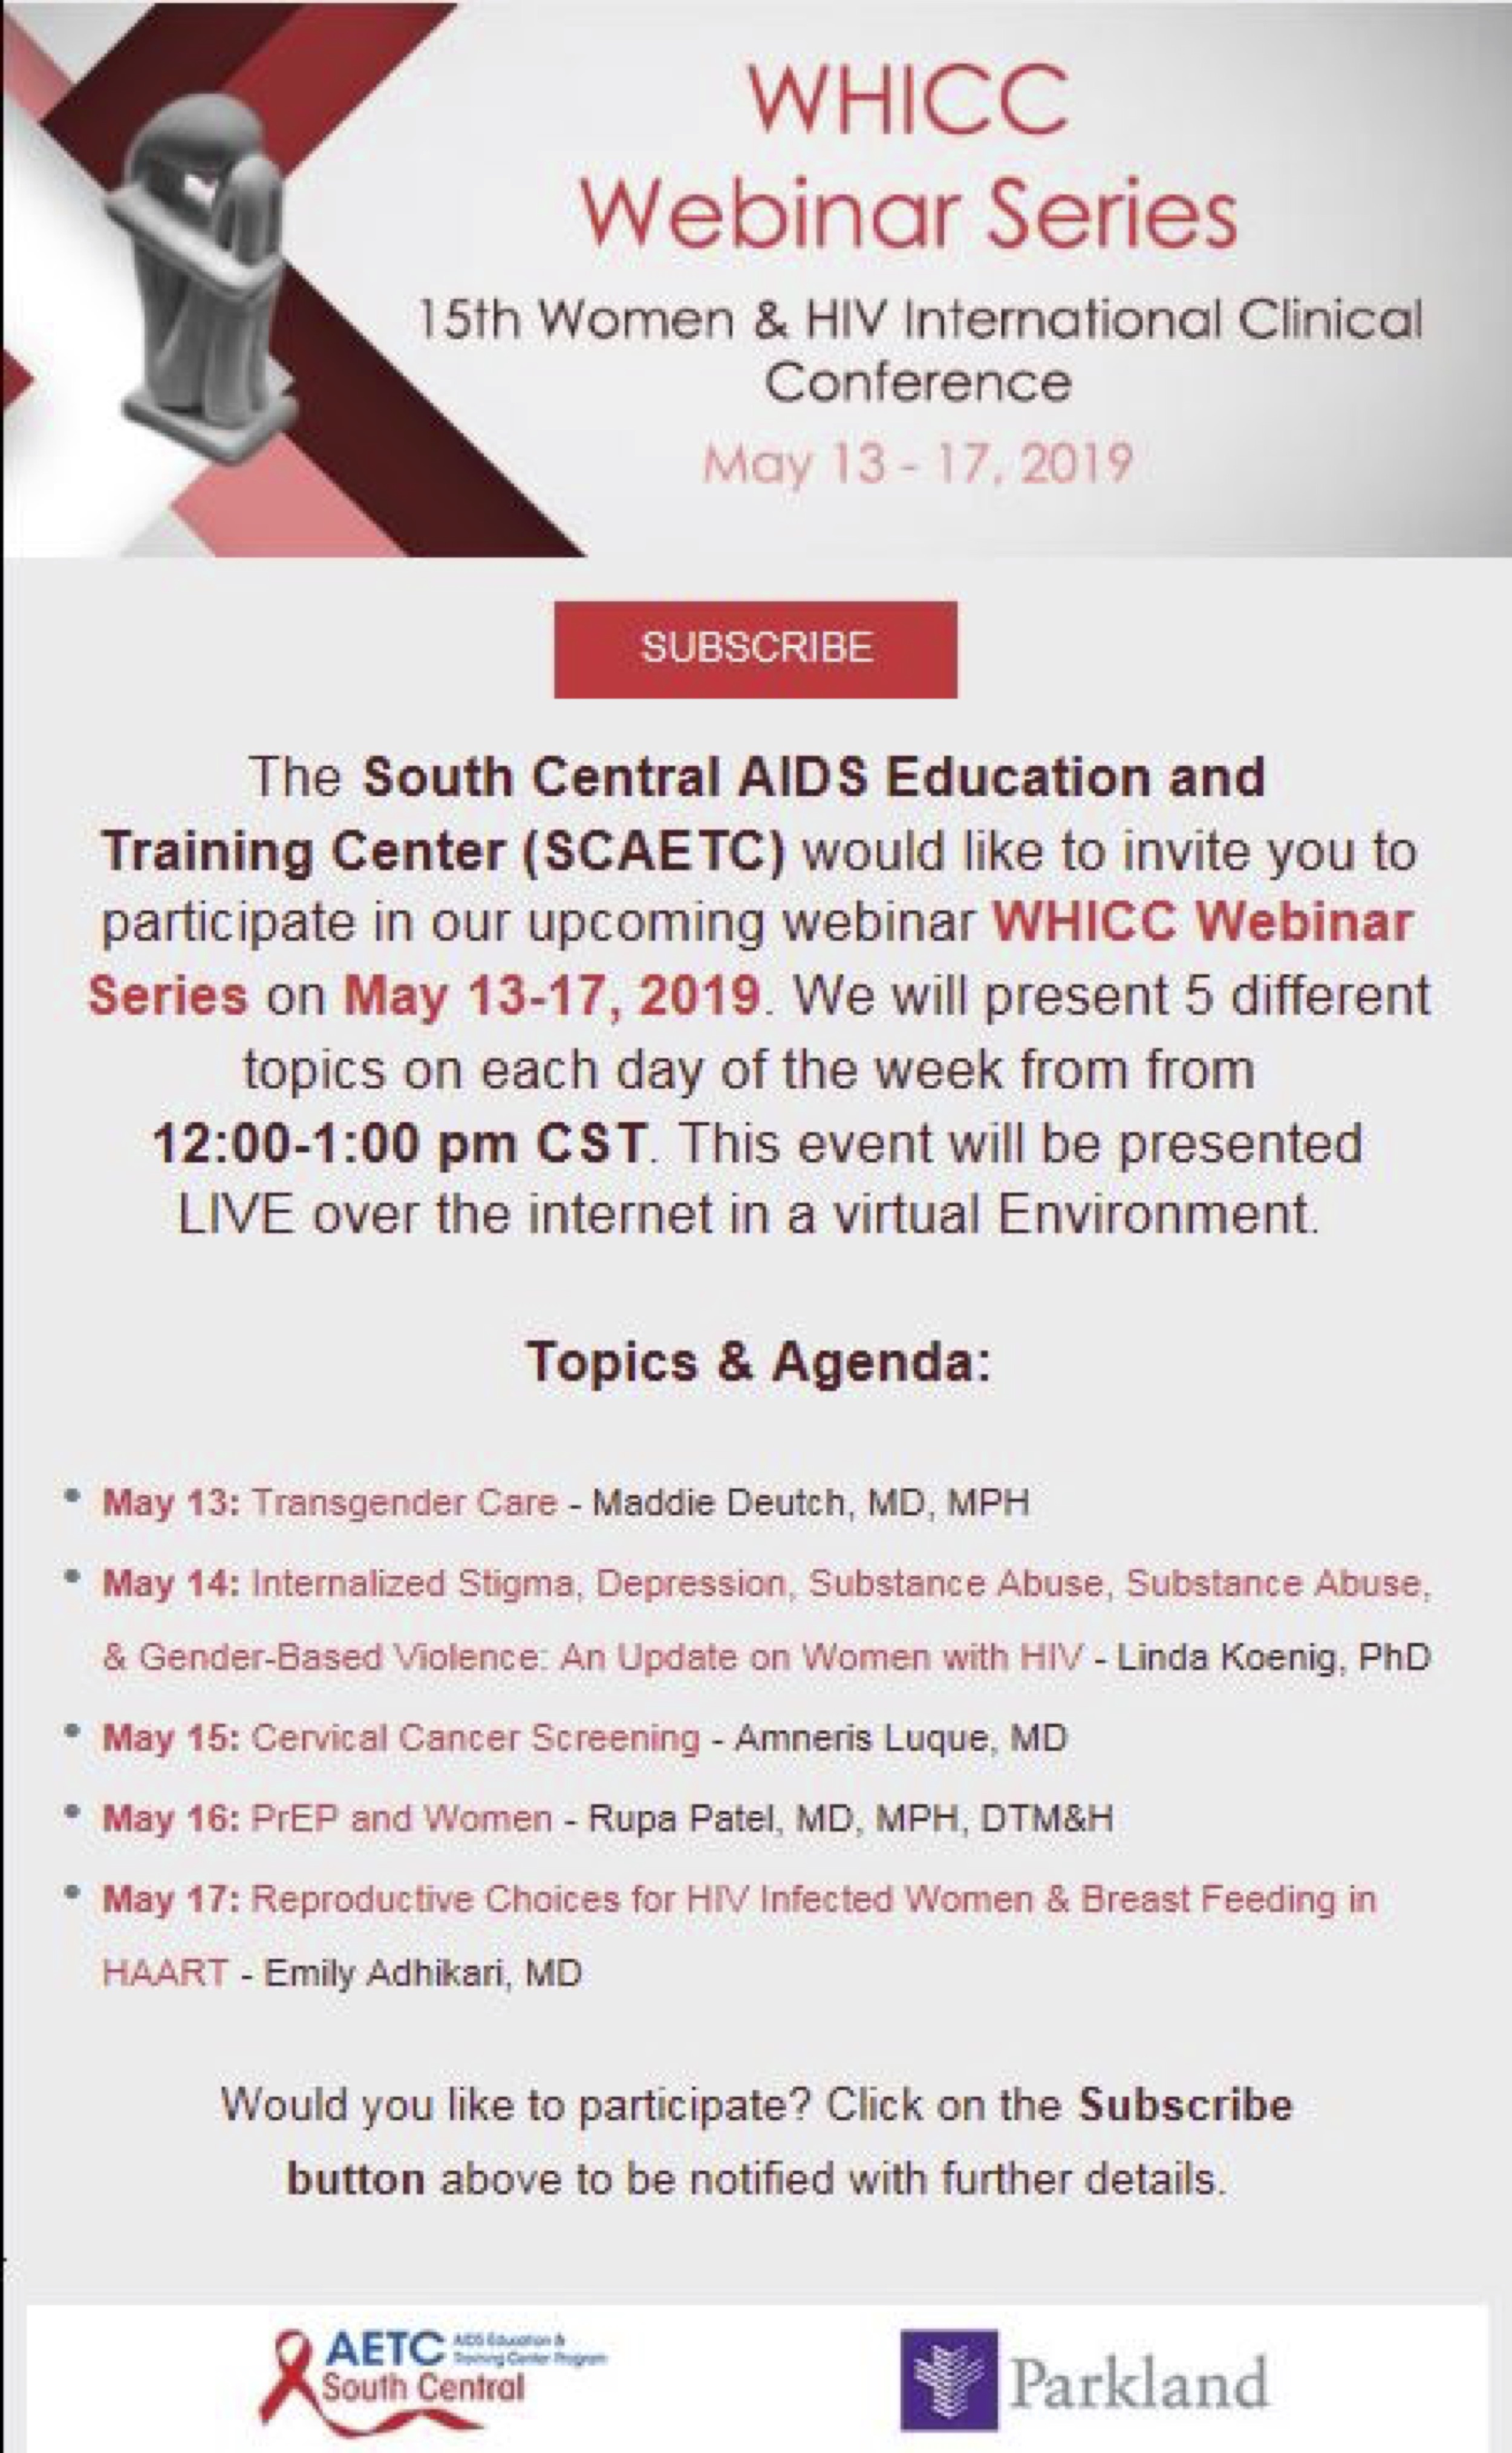 WHICC
Webinar Series
15th Women & HIV International Clinical
Conference
May 13 - 17, 2019
SUBSCRIBE
The South Central AIDS Education and
Training Center (SCAETC) would like to invite you to
participate in our upcoming webinar WHICC Webinar
Series on May 13-17, 2019. We will present 5 different
topics on each day of the week from from
12:00-1:00 pm CST. This event will be presented
LIVE over the internet in a virtual Environment.
Topics & Agenda:
• May 13: Transgender Care - Maddie Deutch, MD, MPH
• May 14: Internalized Stigma, Depression, Substance Abuse, Substance Abuse,
& Gender-Based Violence: An Update on Women with HIV - Linda Koenig, PhD
• May 15: Cervical Cancer Screening - Amneris Luque, MD
• May 16: PrEP and Women - Rupa Patel, MD, MPH, DTM&H
• May 17: Reproductive Choices for HIV Infected Women & Breast Feeding in
HAART - Emily Adhikari, MD
Would you like to participate? Click on the Subscribe
button above to be notified with further details.
AETC AIDS Education &
Training Center Program
South Central
Parkland